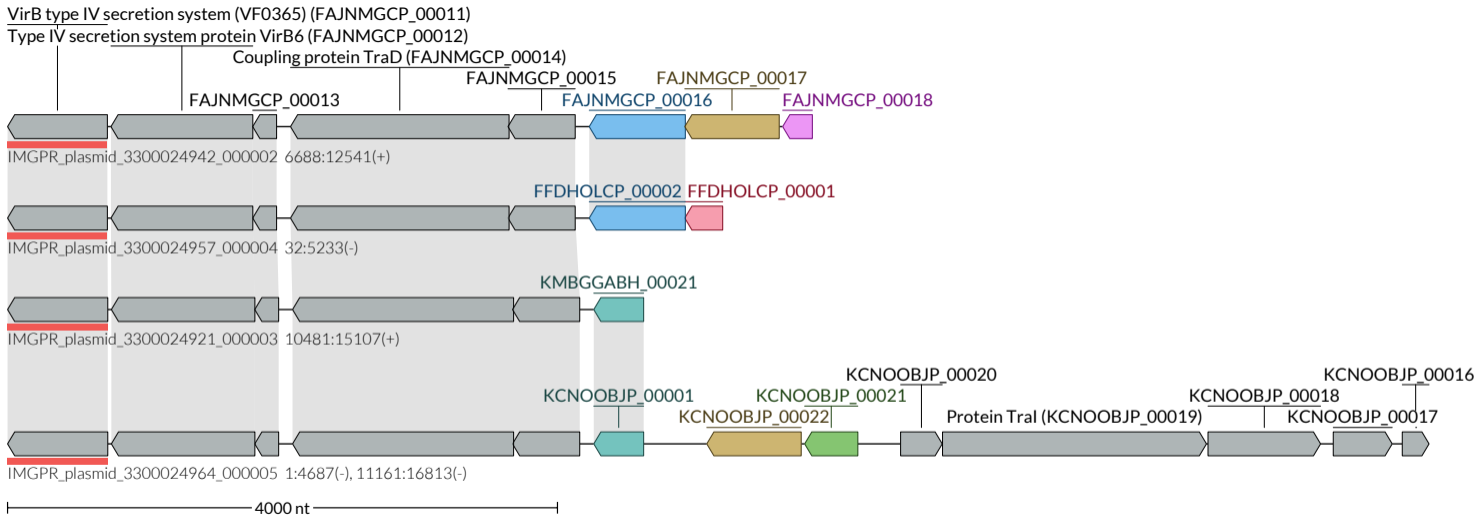 VirB type IV secretion system (VF0365) (FAJNMGCP_00011)
Type IV secretion system protein VirB6 (FAJNMGCP_00012)
Coupling protein TraD (FAJNMGCP_00014)
FAJNMGCP_00015 FAJNMGCP_00017
FAJNMGCP_00013 FAJNMGCP_00016 FAJNMGCP_00018
IMGPR_plasmid_3300024942_000002 6688:12541(+)
FFDHOLCP_00002 FFDHOLCP_00001
IMGPR_plasmid_3300024957_000004 32:5233(-)
KMBGGABH_00021
IMGPR_plasmid_3300024921_000003 10481:15107(+)
KCNOOBJP_00020 KCNOOBJP_00016
KCNOOBJP_00001 KCNOOBJP_00021 KCNOOBJP_00018
KCNOOBJP_00022 Protein TraI (KCNOOBJP_00019) KCNOOBJP_00017
IMGPR_plasmid_3300024964_000005 1:4687(-), 11161:16813(-)
4000 nt